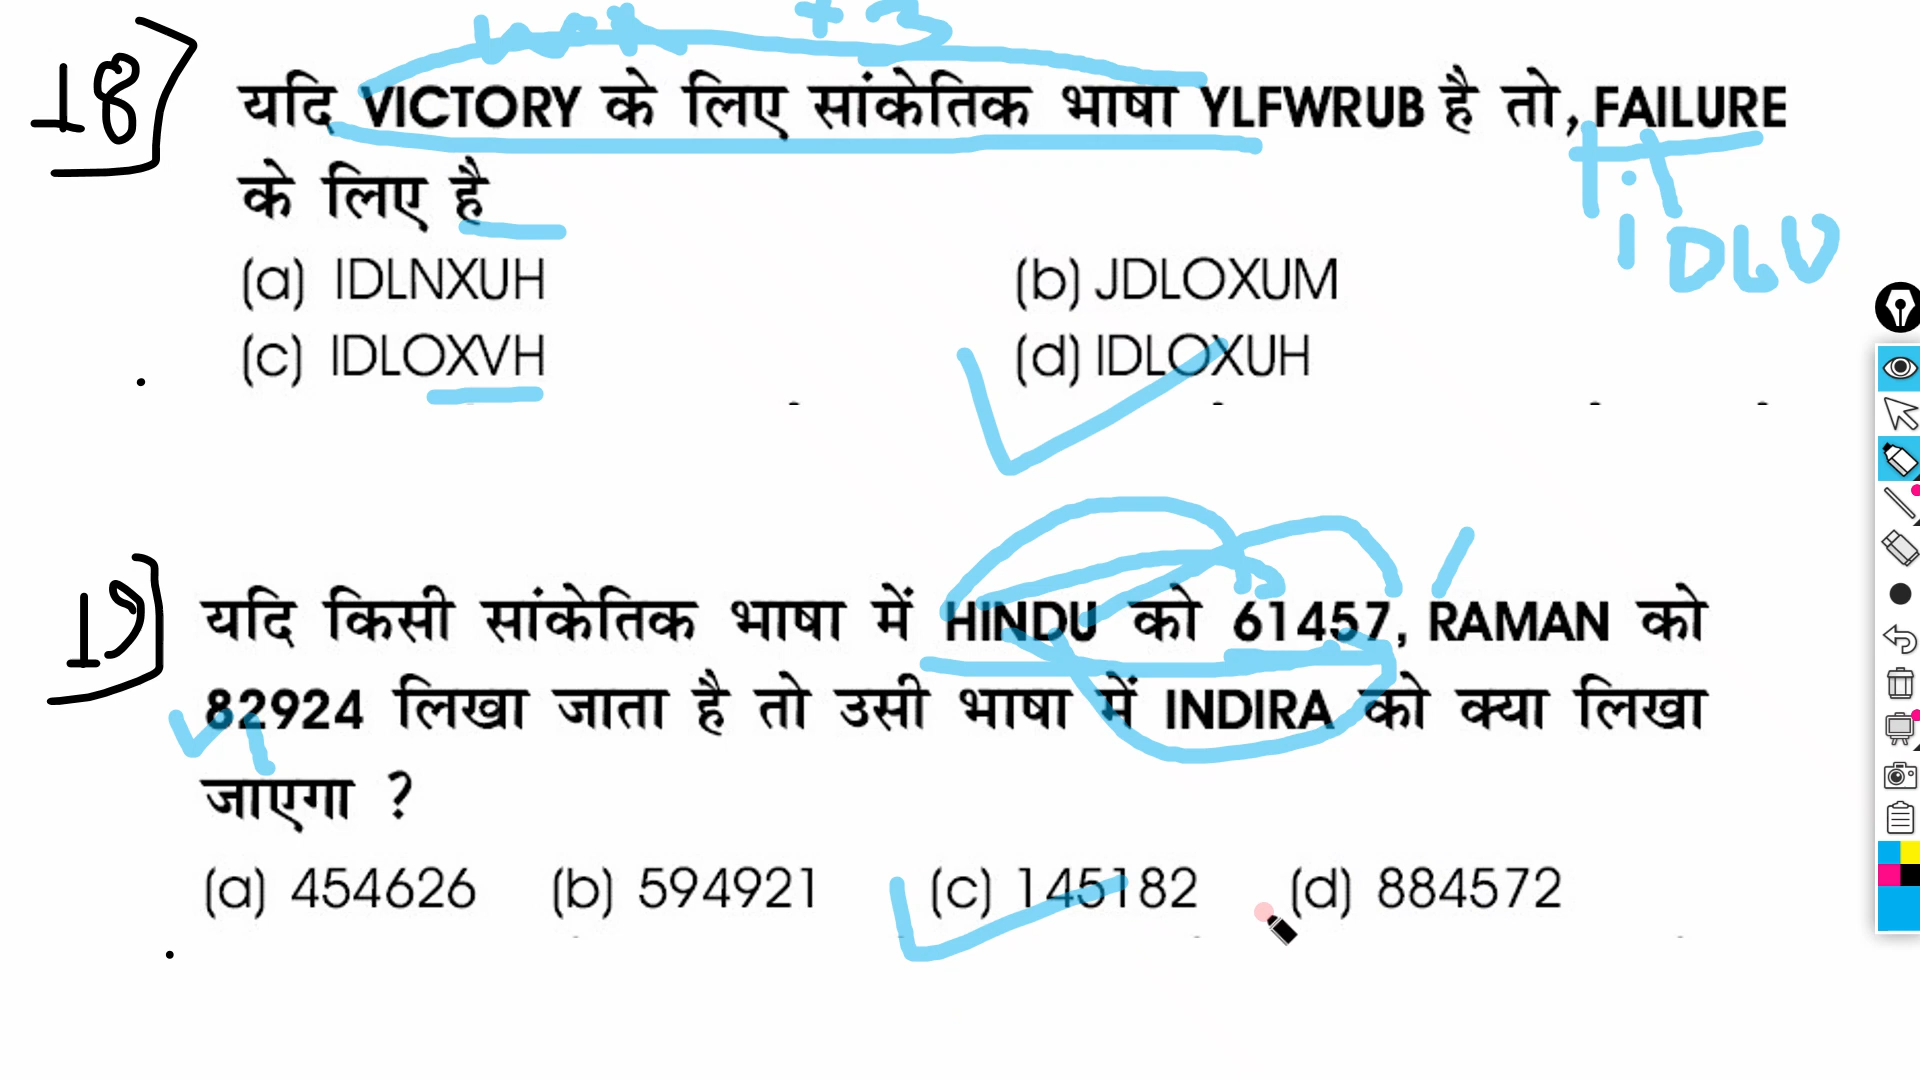 +3
18
यदि VICTORY के लिए सांकेतिक भाषा YLFWRUB है तो, FAILURE
के लिए है
IDLU
(a) IDLNXUH (b) JDLOXUM
(c) IDLOXVH (d) IDLOXUH
19
यदि किसी सांकेतिक भाषा में HINDU को 61457, RAMAN को
82924 लिखा जाता है तो उसी भाषा में INDIRA को क्या लिखा
जाएगा ?
(a) 454626 (b) 594921 (c) 145182 (d) 884572